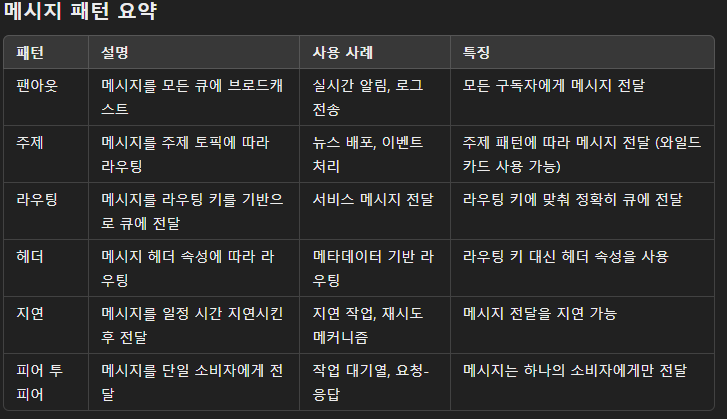 메시지 패턴 요약
패턴 설명 사용 사례 특징
팬아웃 메시지를 모든 큐에 브로드캐 실시간 알림, 로그 모든 구독자에게 메시지 전달
스트 전송
주제 메시지를 주제 토픽에 따라 뉴스 배포, 이벤트 주제 패턴에 따라 메시지 전달 (와일드
라우팅 처리 카드 사용 가능)
라우팅 메시지를 라우팅 키를 기반으 서비스 메시지 전달 라우팅 키에 맞춰 정확히 큐에 전달
로 큐에 전달
헤더 메시지 헤더 속성에 따라 라 메타데이터 기반 라 라우팅 키 대신 헤더 속성을 사용
우팅 우팅
지연 메시지를 일정 시간 지연시킨 지연 작업, 재시도 메시지 전달을 지연 가능
후 전달 메커니즘
피어 투 메시지를 단일 소비자에게 전 작업 대기열, 요청- 메시지는 하나의 소비자에게만 전달
피어 달 응답